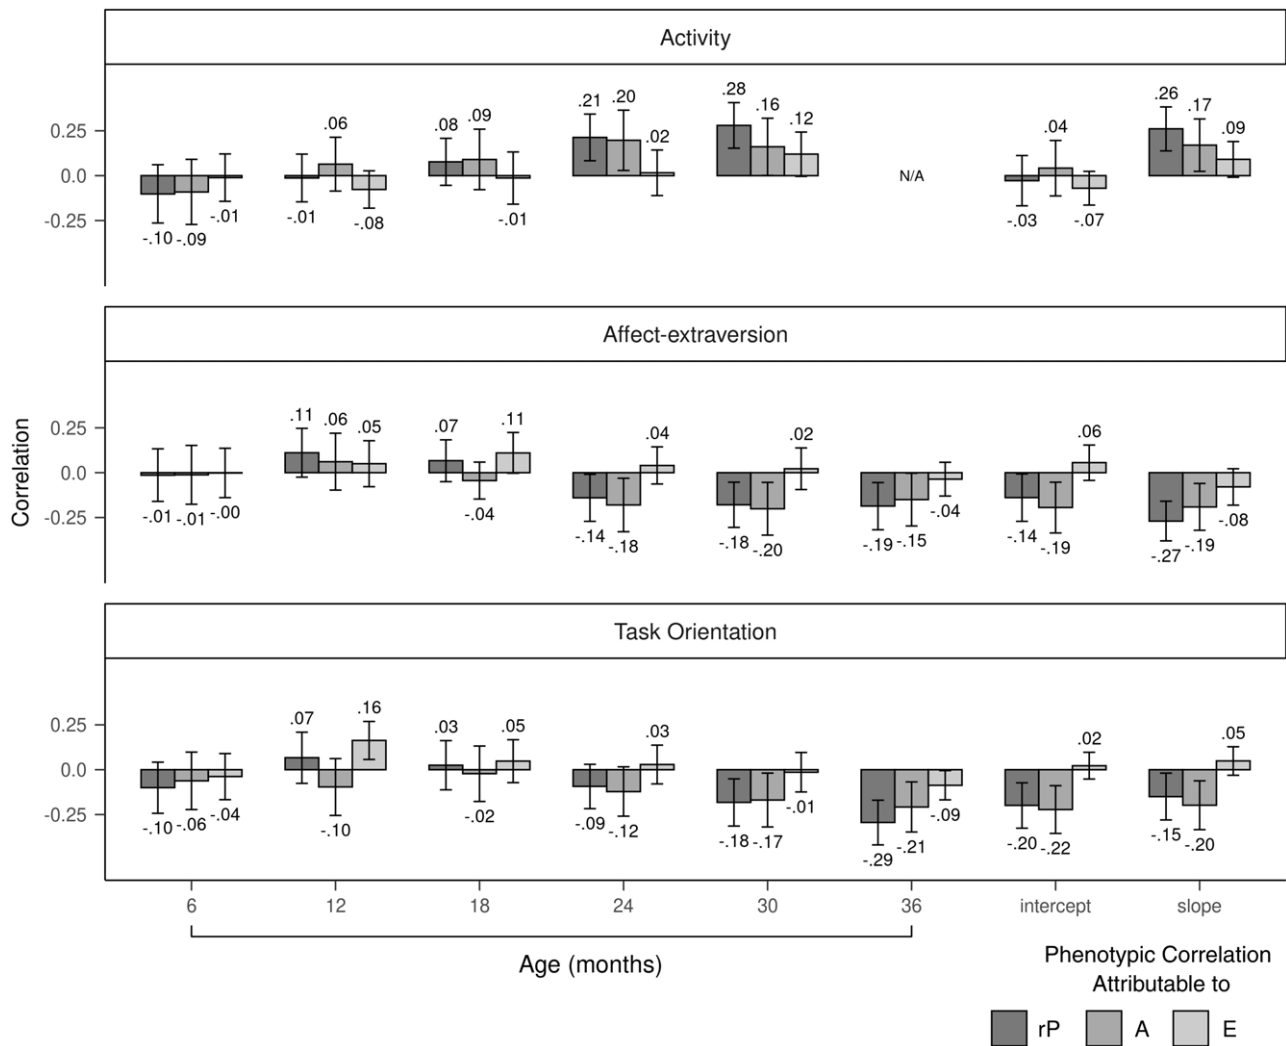 Activity
.28
.26
.21 .20
.16
.17
.08 .09
.12
.09
.06
.02
.04
0.25
0.0
N/A
-0.25
-.01
-.01
-.08
-.01
-.03
-.07
-.10 -.09
Affect-extraversion
Correlation
.11 .06 .05
.07
.11
.04
.02
.06
0.25
0.0
-0.25
-.01 -.01 -.00
-.04
-.14 -.18
-.18 -.20
-.19 -.15 -.04
-.14 -.19
-.27 -.19 -.08
Task Orientation
.07
.16
.03
.05
.03
.02
.05
0.25
0.0
-0.25
-.10 -.06 -.04
-.10
-.02
-.09 -.12
-.18 -.17 -.01
-.29 -.21 -.09
-.20 -.22
-.15 -.20
6 12 18 24 30 36 intercept slope
Age (months)
Phenotypic Correlation
Attributable to
rP A E